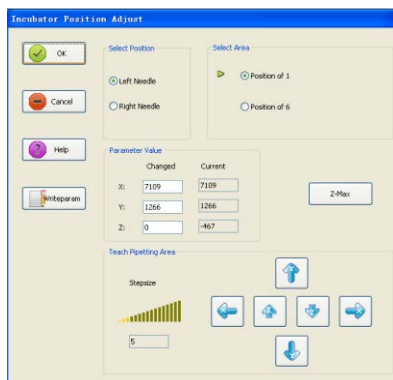 Incubator Position Adjust
OK
Cancel
Help
Writeparam
Select Position
Left Needle
Right Needle
Select Area
Position of 1
Position of 6
Parameter Value
Changed Current
X: 7109 7109
Y: 1266 1266
Z: 0 -467
Z-Max
Teach Pipetting Area
Stepsize
5